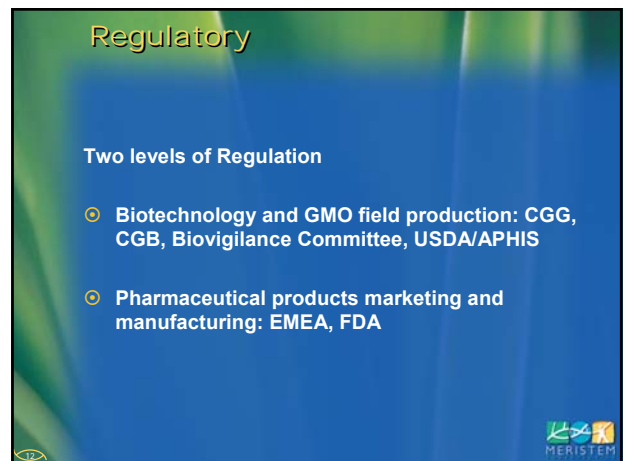 Regulatory
Two levels of Regulation
Biotechnology and GMO field production: CGG,
CGB, Biovigilance Committee, USDA/APHIS
Pharmaceutical products marketing and
manufacturing: EMEA, FDA
MERISTEM
12